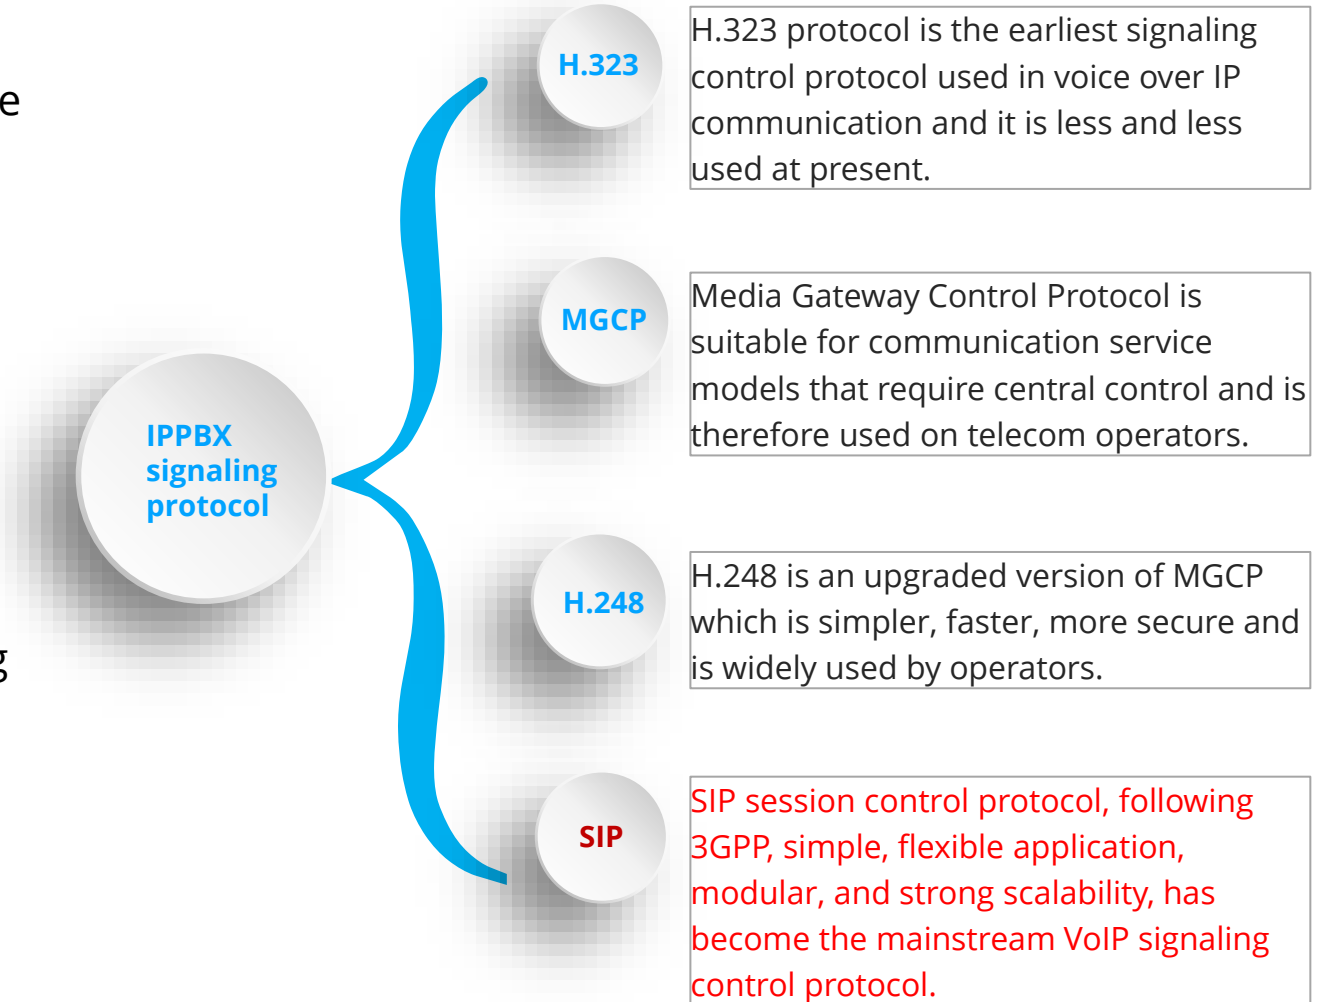 e
g
IPPBX
signaling
protocol
H.323
H.323 protocol is the earliest signaling
control protocol used in voice over IP
communication and it is less and less
used at present.
MGCP
Media Gateway Control Protocol is
suitable for communication service
models that require central control and is
therefore used on telecom operators.
H.248
H.248 is an upgraded version of MGCP
which is simpler, faster, more secure and
is widely used by operators.
SIP
SIP session control protocol, following
3GPP, simple, flexible application,
modular, and strong scalability, has
become the mainstream VoIP signaling
control protocol.